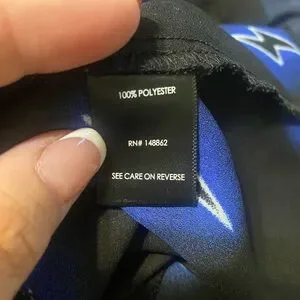 100% POLYESTER
RN# 148862
SEE CARE ON REVERSE